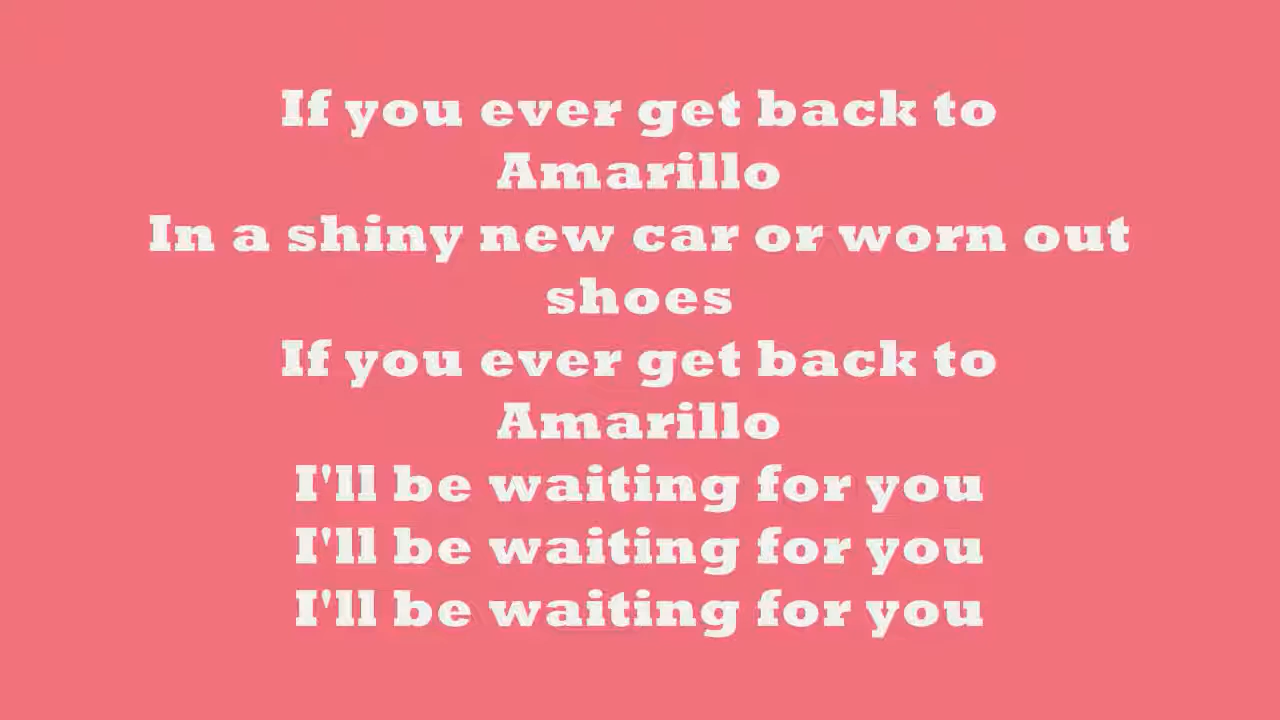 If you ever get back to
Amarillo
In a shiny new car or worn out
shoes
If you ever get back to
Amarillo
I'll be waiting for you
I'll be waiting for you
I'll be waiting for you